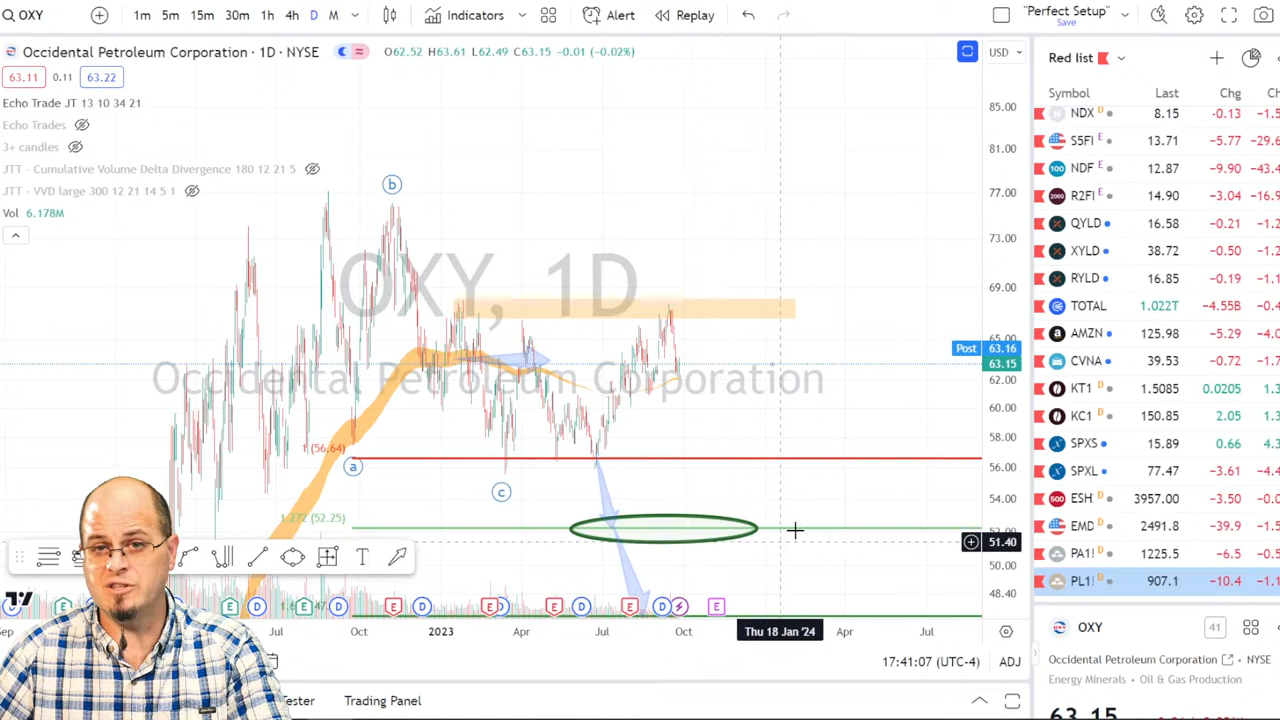 OXY 1m 5m 15m 30m 1h 4h D M Indicators Alert Replay "Perfect Setup"
Save
Occidental Petroleum Corporation · 1D · NYSE O62.52 H63.61 L62.49 C63.15 -0.01 (-0.02%) USD
63.11 0.11 63.22
Echo Trade JT 13 10 34 21
Echo Trades
3+ candles
JTT - Cumulative Volume Delta Divergence 180 12 21 5
JTT - VVD large 300 12 21 14 5 1
Vol 6.178M
OXY, 1D
Occidental Petroleum Corporation
b
a
c
1 (56.64)
1.272 (52.25)
85.00
81.00
77.00
73.00
69.00
65.00
Post 63.16
63.15
62.00
60.00
58.00
56.00
54.00
51.40
50.00
48.40
E D E D E E D E D E
Sep Jul Oct 2023 Apr Jul Oct Thu 18 Jan '24 Apr Jul
17:41:07 (UTC-4) ADJ
Trading Panel
Red list
Symbol Last Chg
NDX D 8.15 -0.13
S5FI E 13.71 -5.77
NDF E 12.87 -9.90
R2FI E 14.90 -3.04
QYLD 16.58 -0.21
XYLD 38.72 -0.50
RYLD 16.85 -0.19
TOTAL 1.022T -4.55B
AMZN 125.98 -5.29
CVNA 39.53 -0.72
KT1 D 1.5085 0.0205
KC1 D 150.85 2.05
SPXS 15.89 0.66
SPXL 77.47 -3.61
ESH D 3957.00 -3.50
EMD D 2491.8 -39.9
PA1! D 1225.5 -6.5
PL1! D 907.1 -10.4
OXY 41
Occidental Petroleum Corporation · NYSE
Energy Minerals · Oil & Gas Production
63.15